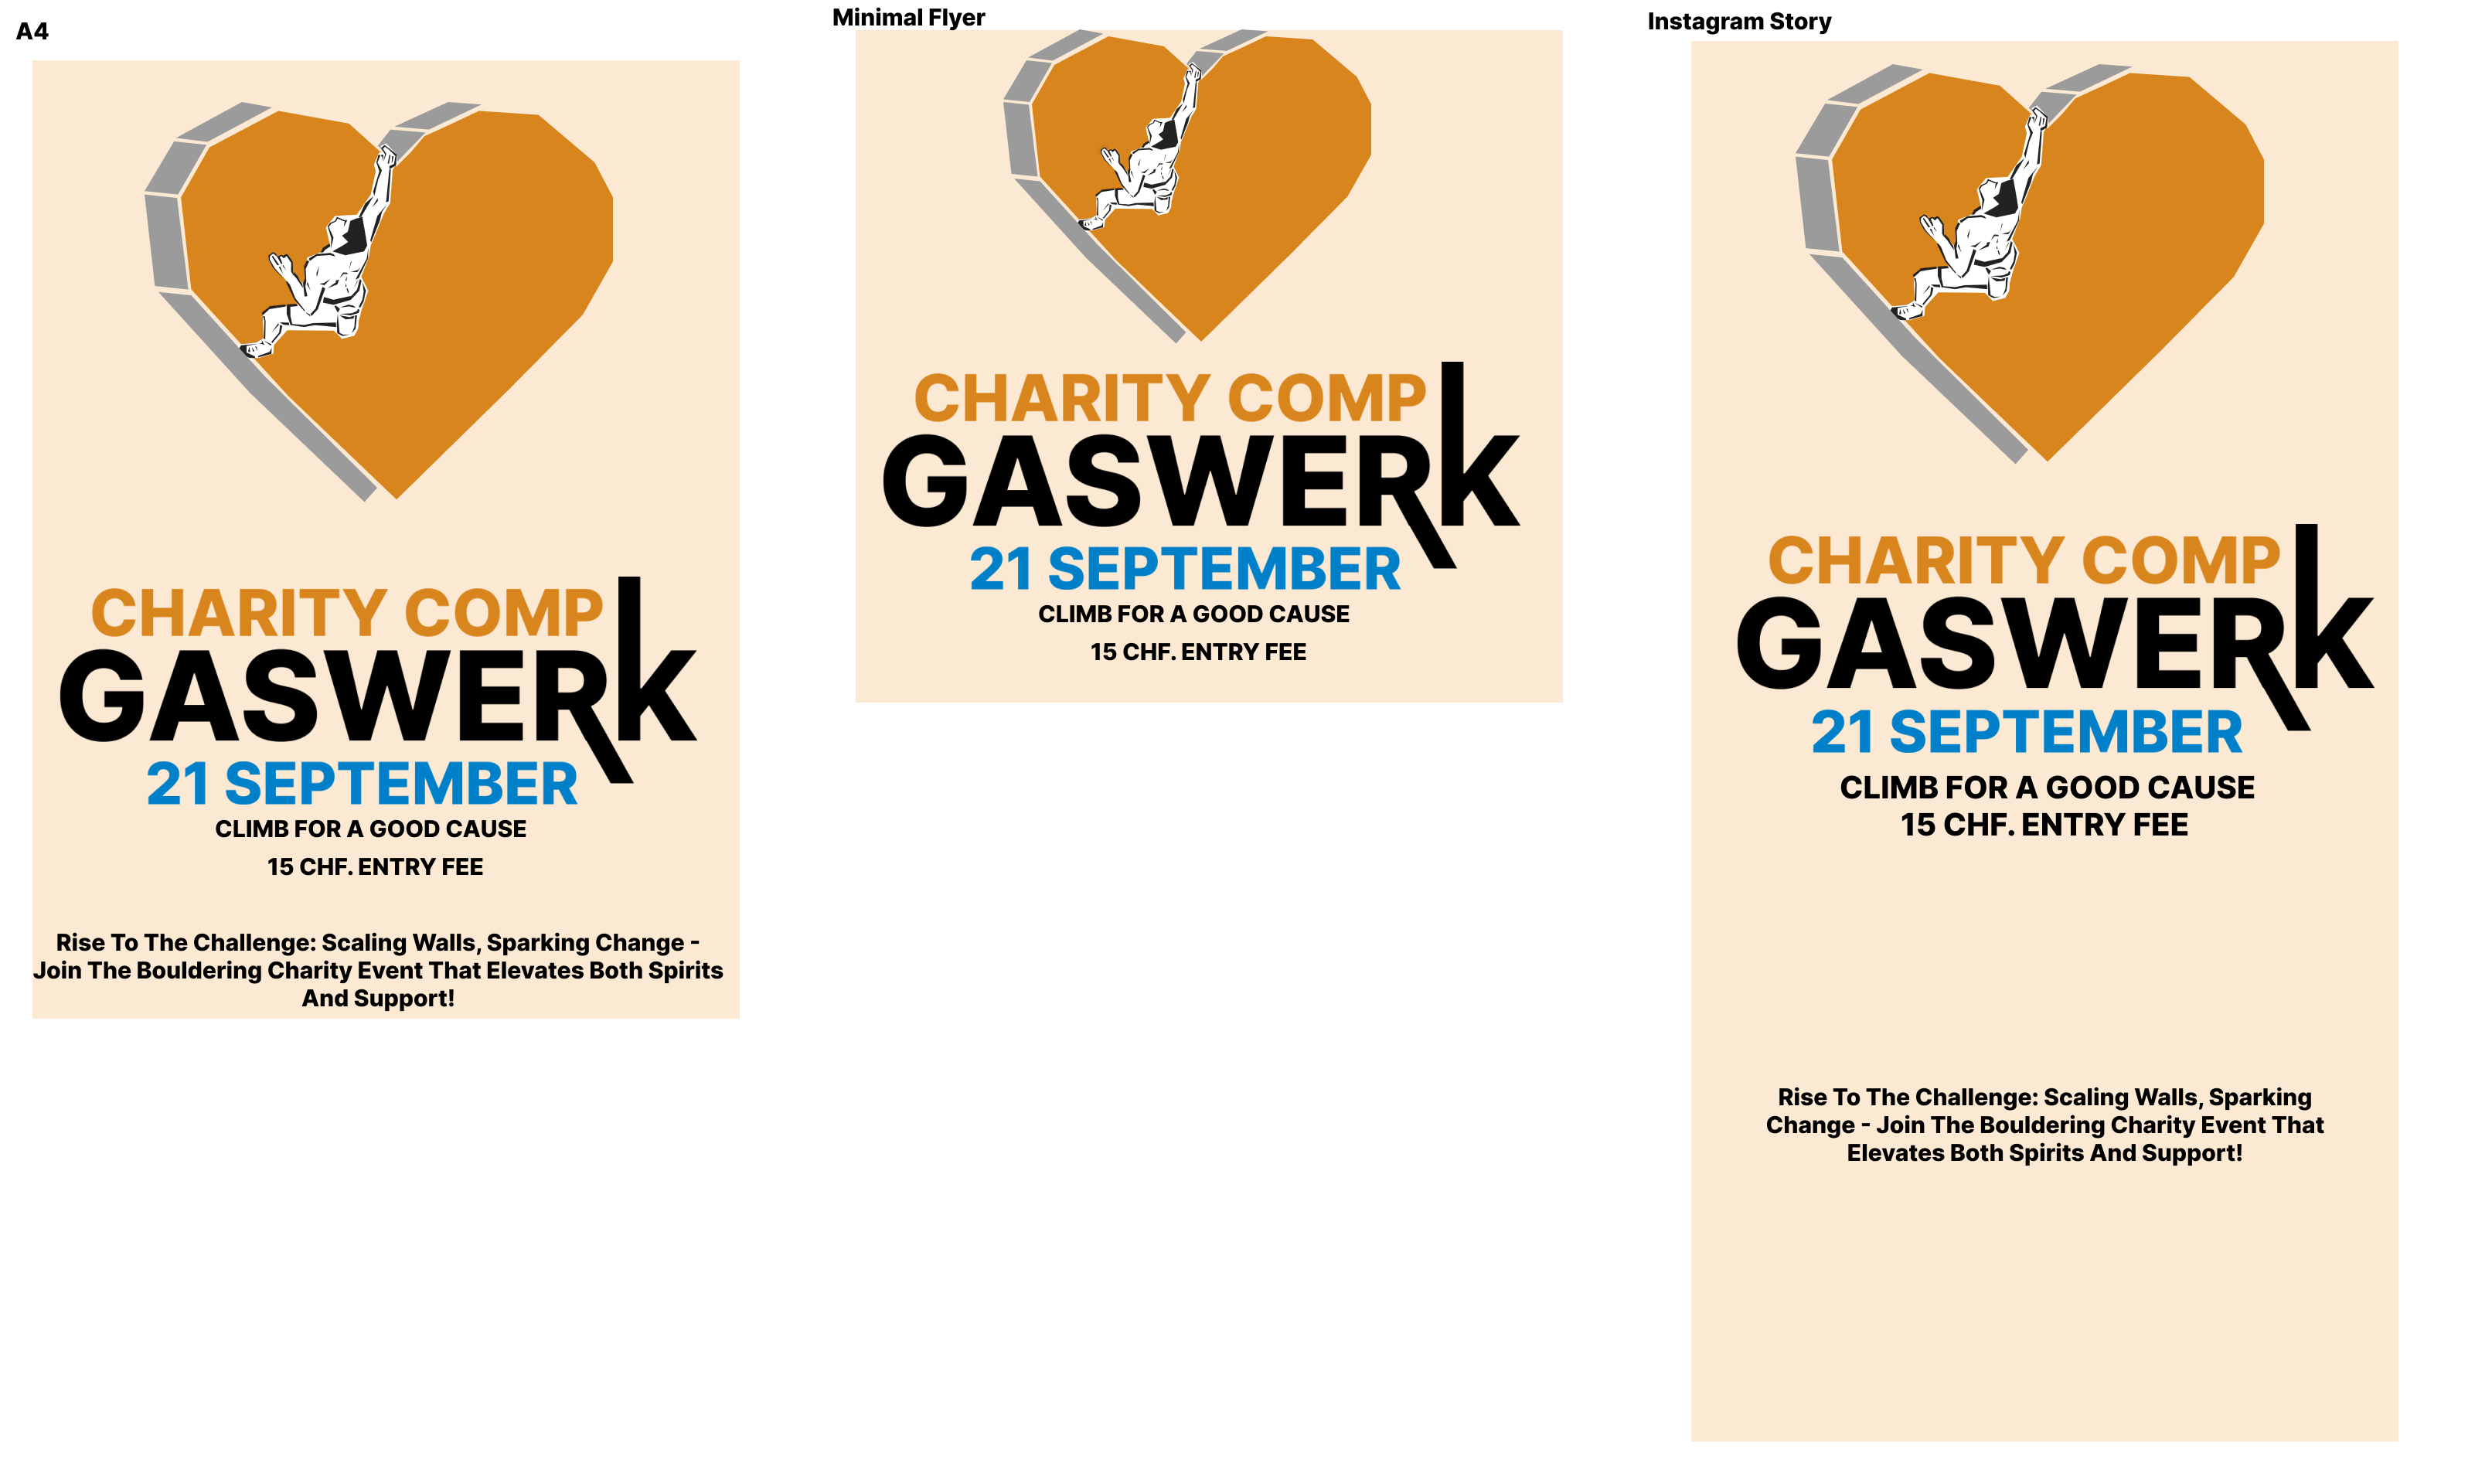 A4
CHARITY COMP
GASWERk
21 SEPTEMBER
CLIMB FOR A GOOD CAUSE
15 CHF. ENTRY FEE
Rise To The Challenge: Scaling Walls, Sparking Change -
Join The Bouldering Charity Event That Elevates Both Spirits
And Support!
Minimal Flyer
CHARITY COMP
GASWERk
21 SEPTEMBER
CLIMB FOR A GOOD CAUSE
15 CHF. ENTRY FEE
Instagram Story
CHARITY COMP
GASWERk
21 SEPTEMBER
CLIMB FOR A GOOD CAUSE
15 CHF. ENTRY FEE
Rise To The Challenge: Scaling Walls, Sparking
Change - Join The Bouldering Charity Event That
Elevates Both Spirits And Support!